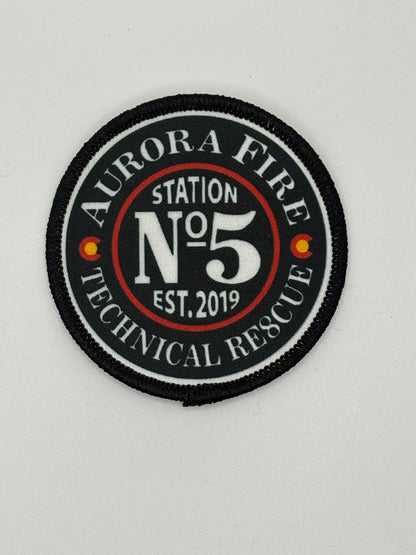 AURORA FIRE
STATION
Nº5
EST. 2019
TECHNICAL RE8CUE